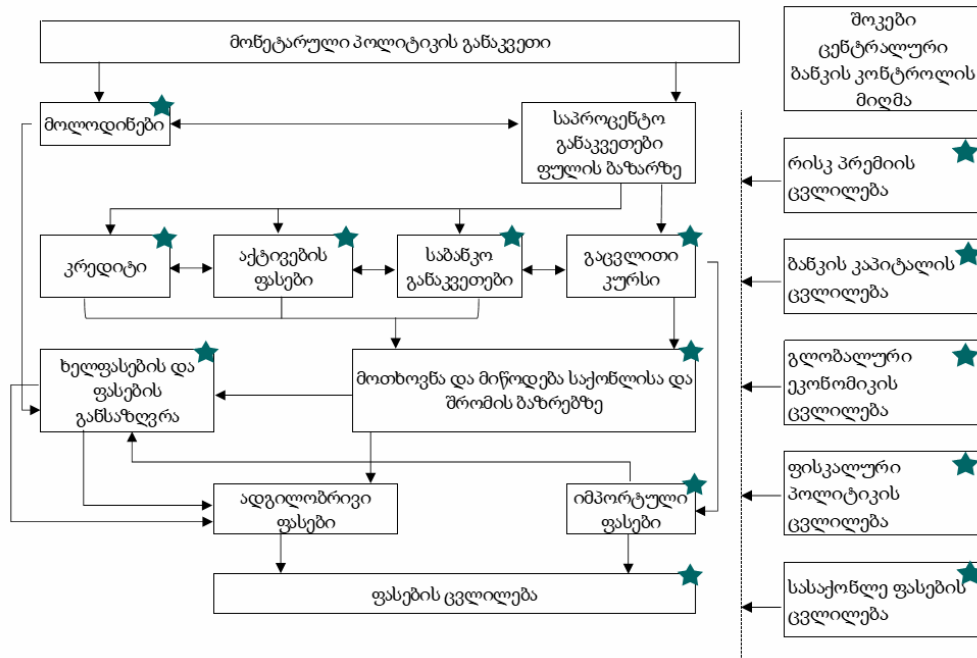 მონეტარული პოლიტიკის განაკვეთი
შოკები
ცენტრალური
ბანკის კონტროლის
მიღმა
მოლოდინები
საპროცენტო
განაკვეთები
ფულის ბაზარზე
რისკ პრემიის
ცვლილება
კრედიტი
აქტივების
ფასები
საბანკო
განაკვეთები
გაცვლითი
კურსი
ბანკის კაპიტალის
ცვლილება
ხელფასების და
ფასების
განსაზღვრა
მოთხოვნა და მიწოდება საქონლისა და
შრომის ბაზრებზე
გლობალური
ეკონომიკის
ცვლილება
ადგილობრივი
ფასები
იმპორტული
ფასები
ფისკალური
პოლიტიკის
ცვლილება
ფასების ცვლილება
სასაქონლე ფასების
ცვლილება